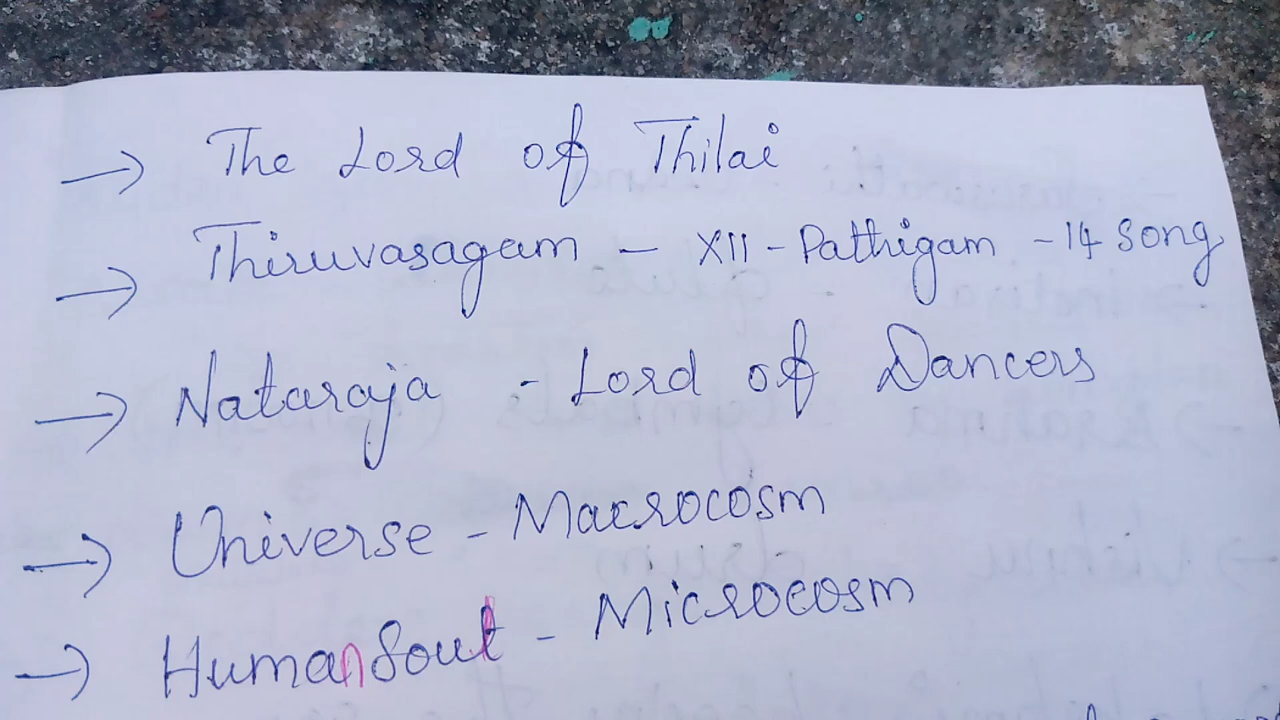 → The Lord of Thilai
→ Thiruvasagam - XII - Pathigam - 14 Song
→ Nataraja - Lord of Dancers
→ Universe - Macrocosm
→ Human Soul - Microcosm